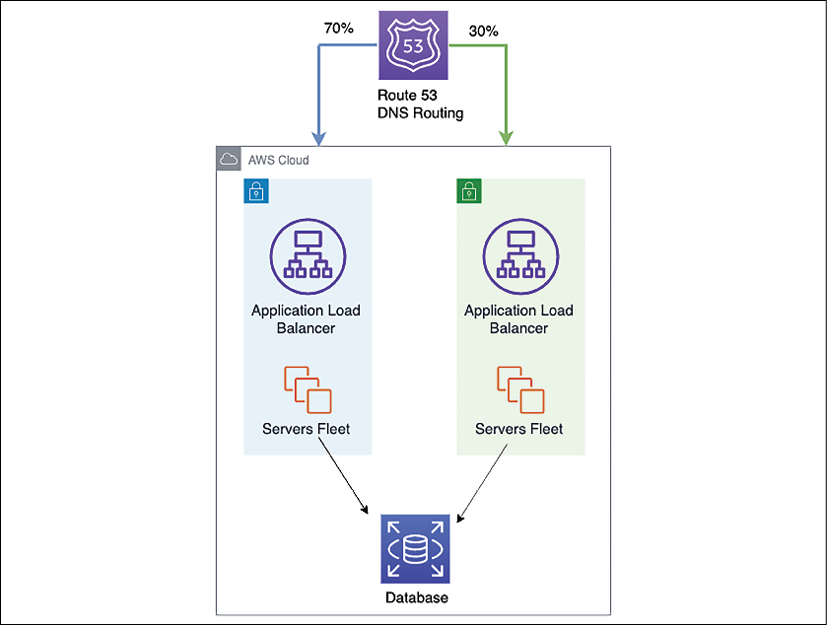 70%
30%
53
Route 53
DNS Routing
AWS Cloud
Application Load
Balancer
Application Load
Balancer
Servers Fleet
Servers Fleet
Database